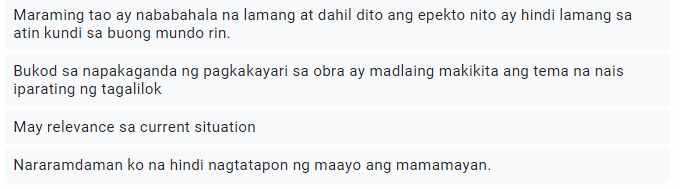 Maraming tao ay nababahala na lamang at dahil dito ang epekto nito ay hindi lamang sa
atin kundi sa buong mundo rin.
Bukod sa napakaganda ng pagkakayari sa obra ay madlaing makikita ang tema na nais
iparating ng tagalilok
May relevance sa current situation
Nararamdaman ko na hindi nagtatapon ng maayo ang mamamayan.